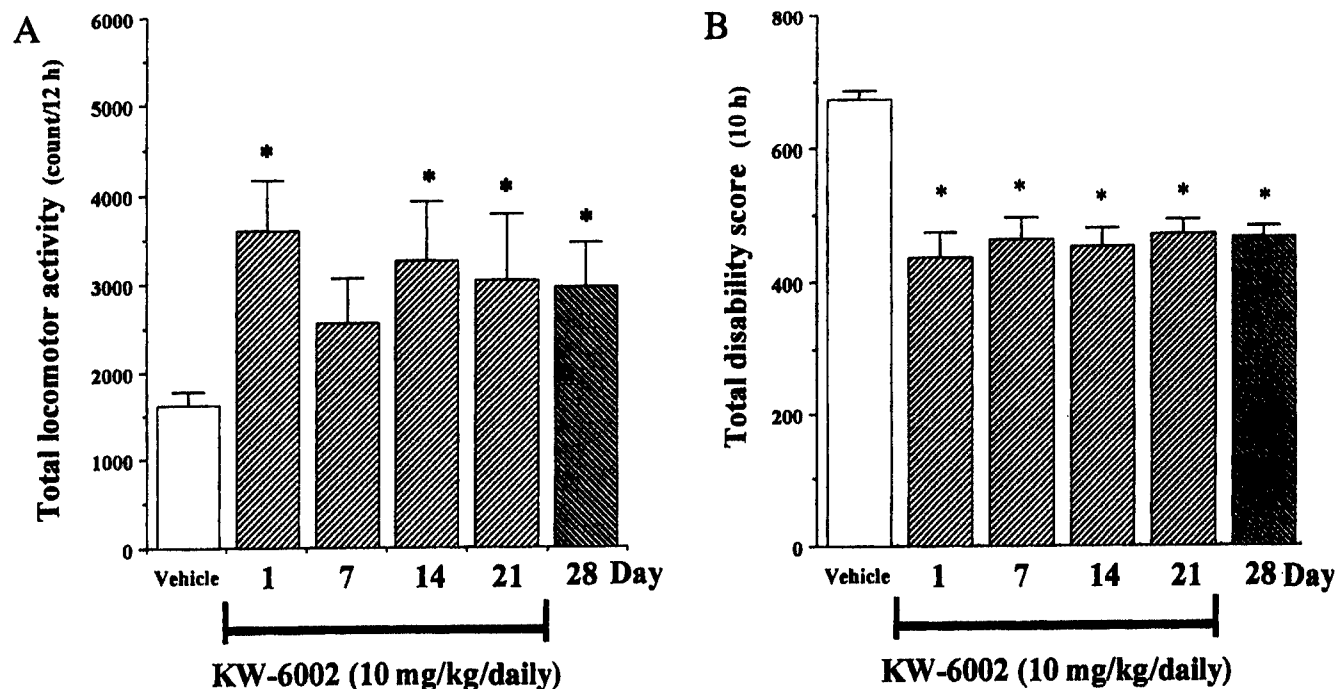 A
Total locomotor activity (count/12 h)
6000
5000
4000
3000
2000
1000
0
*
*
*
*
Vehicle 1 7 14 21 28 Day
KW-6002 (10 mg/kg/daily)
B
Total disability score (10 h)
800
600
400
200
0
*
*
*
*
*
Vehicle 1 7 14 21 28 Day
KW-6002 (10 mg/kg/daily)